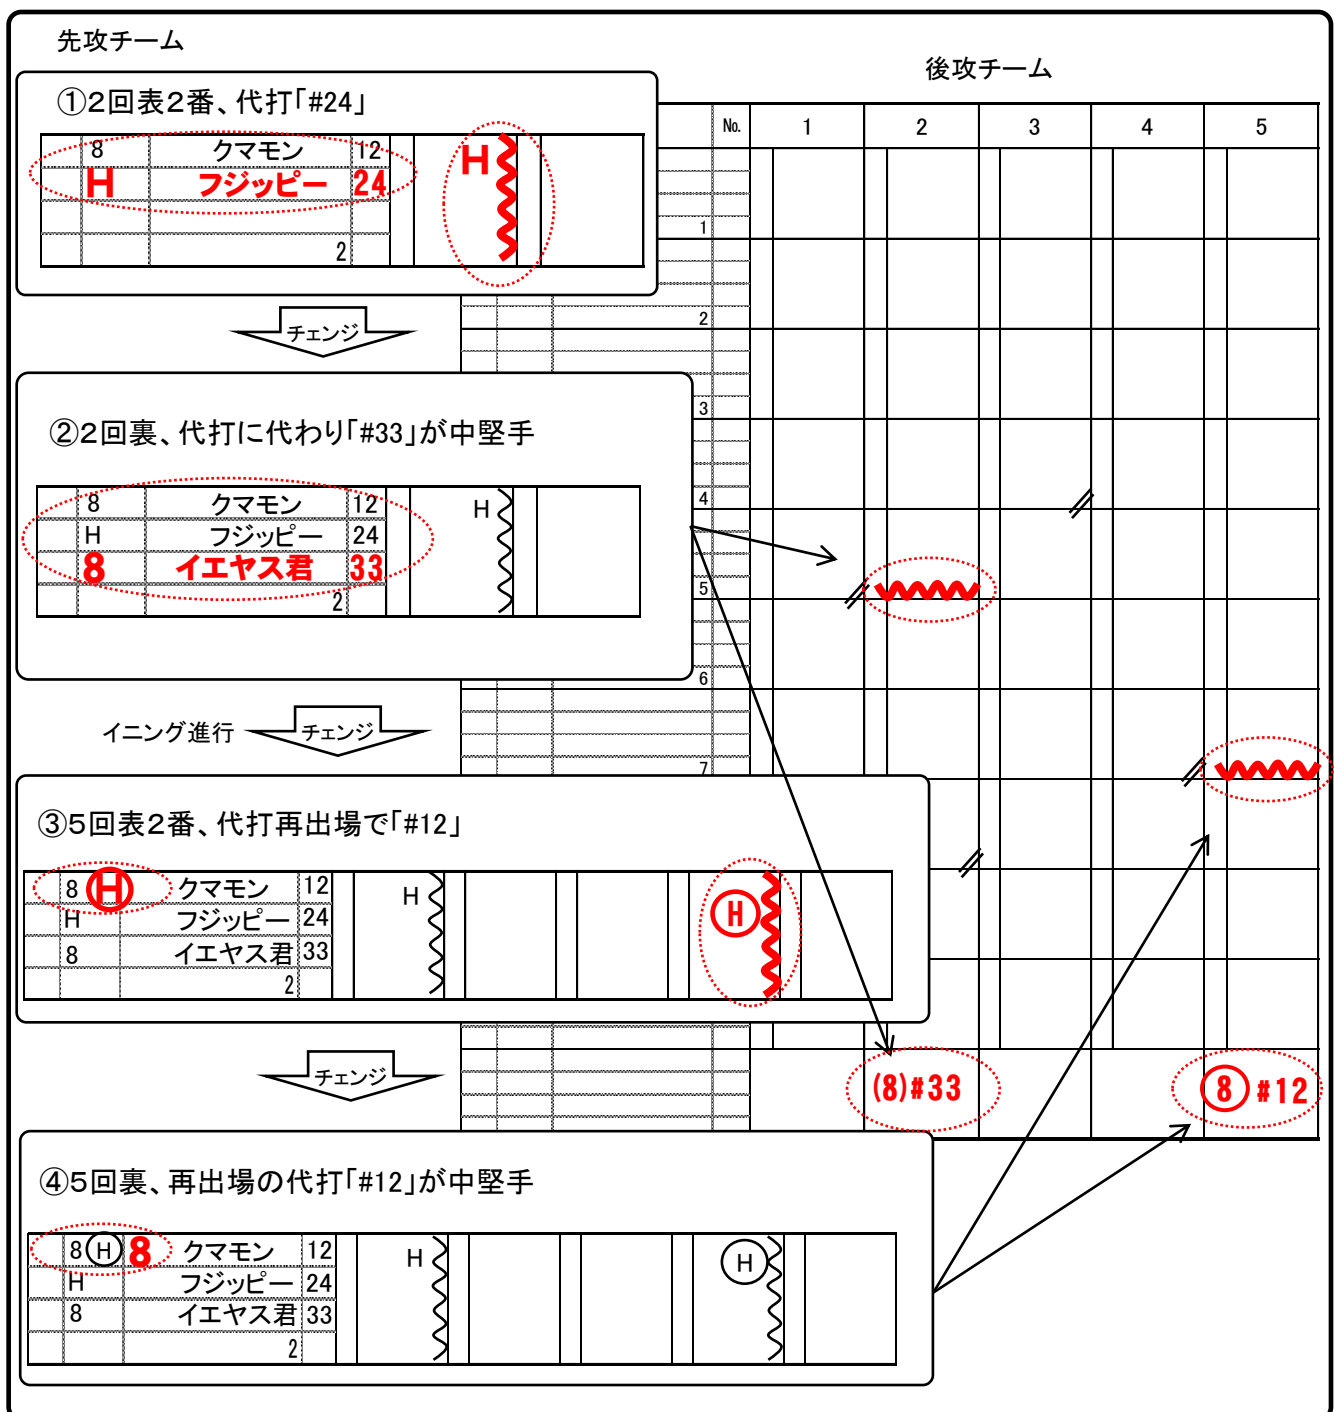 先攻チーム
後攻チーム
①2回表2番、代打「#24」
8 クマモン 12 H
H フジッピー 24
2
No. 1 2 3 4 5
1
2
チェンジ
3
②2回裏、代打に代わり「#33」が中堅手
8 クマモン 12 H
H フジッピー 24
8 イエヤス君 33
2
4
5
6
イニング進行 チェンジ
7
③5回表2番、代打再出場で「#12」
8 H クマモン 12 H H
H フジッピー 24
8 イエヤス君 33
2
チェンジ
(8)#33
8 #12
④5回裏、再出場の代打「#12」が中堅手
8 H 8 クマモン 12 H H
H フジッピー 24
8 イエヤス君 33
2